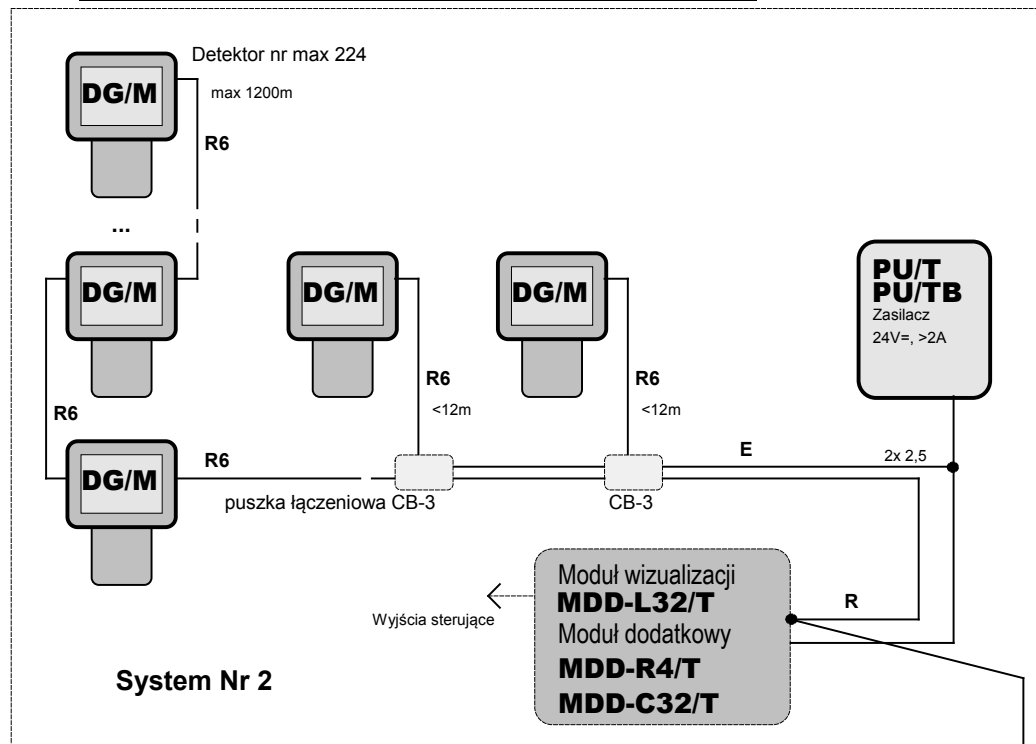 Detektor nr max 224
DG/M
max 1200m
R6
...
DG/M
DG/M
DG/M
PU/T
PU/TB
Zasilacz
24V=, >2A
R6
<12m
R6
<12m
R6
R6
E
2x 2,5
DG/M
puszka łączeniowa CB-3
CB-3
Moduł wizualizacji
MDD-L32/T
Moduł dodatkowy
MDD-R4/T
MDD-C32/T
R
Wyjścia sterujące
System Nr 2